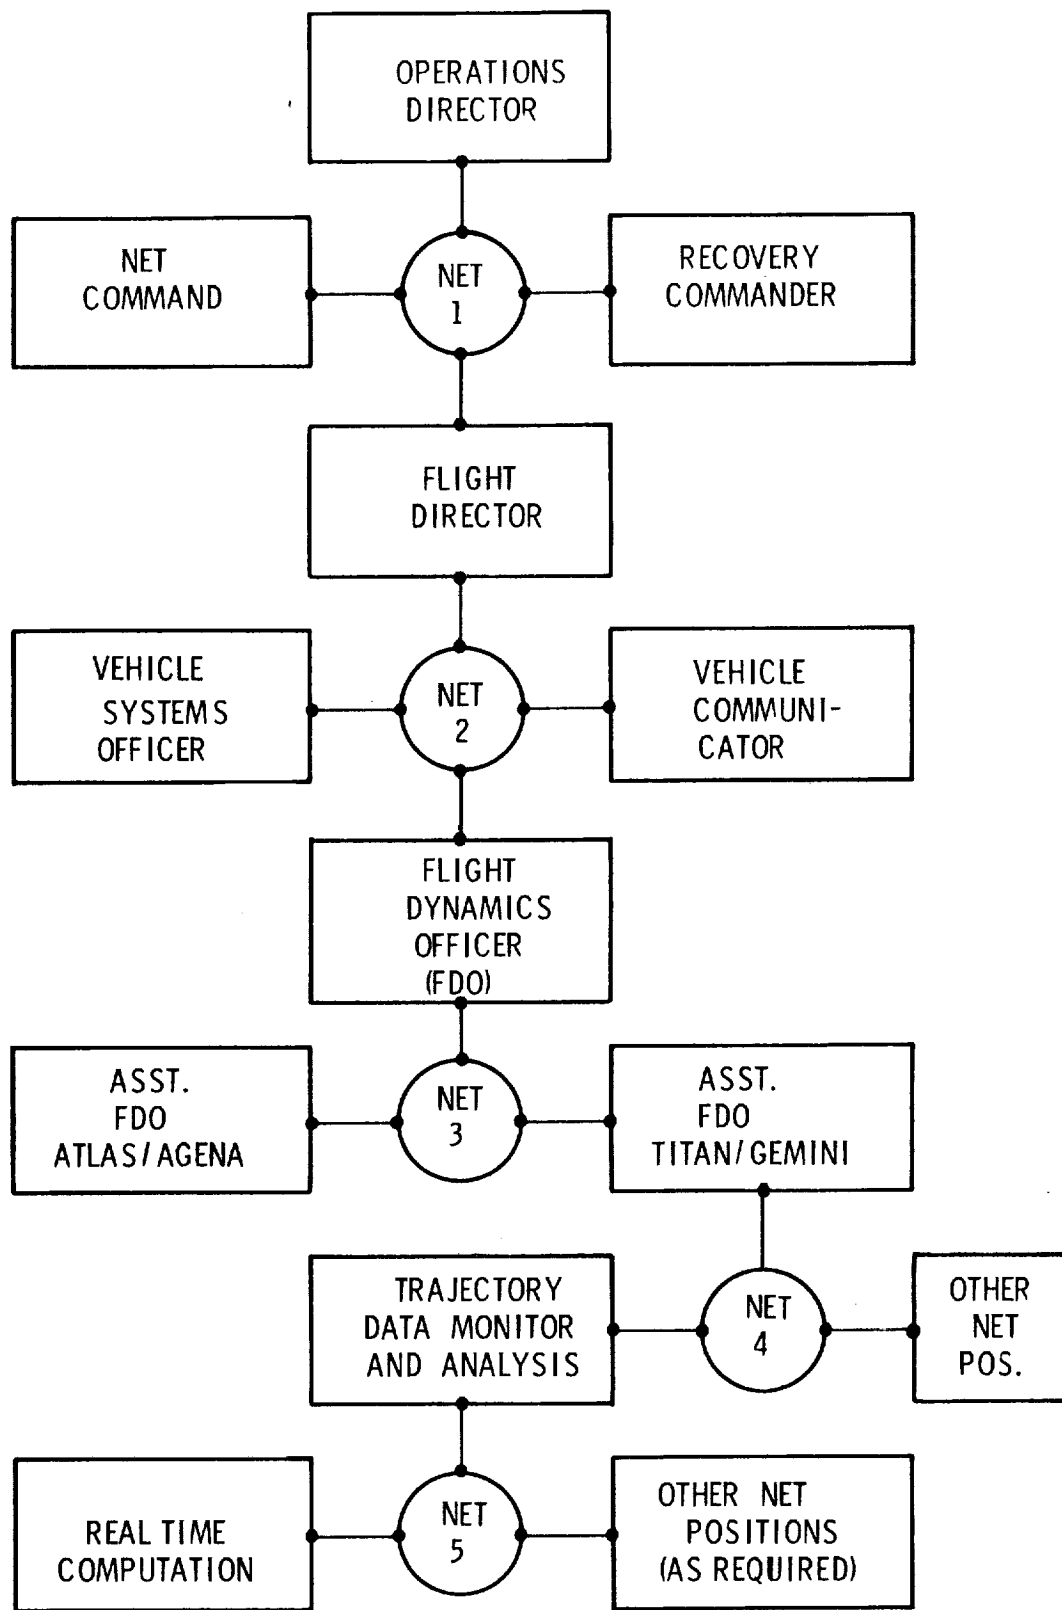 OPERATIONS
DIRECTOR
NET
COMMAND
NET
1
RECOVERY
COMMANDER
FLIGHT
DIRECTOR
VEHICLE
SYSTEMS
OFFICER
NET
2
VEHICLE
COMMUNI-
CATOR
FLIGHT
DYNAMICS
OFFICER
(FDO)
ASST.
FDO
ATLAS/AGENA
NET
3
ASST.
FDO
TITAN/GEMINI
TRAJECTORY
DATA MONITOR
AND ANALYSIS
NET
4
OTHER
NET
POS.
REAL TIME
COMPUTATION
NET
5
OTHER NET
POSITIONS
(AS REQUIRED)